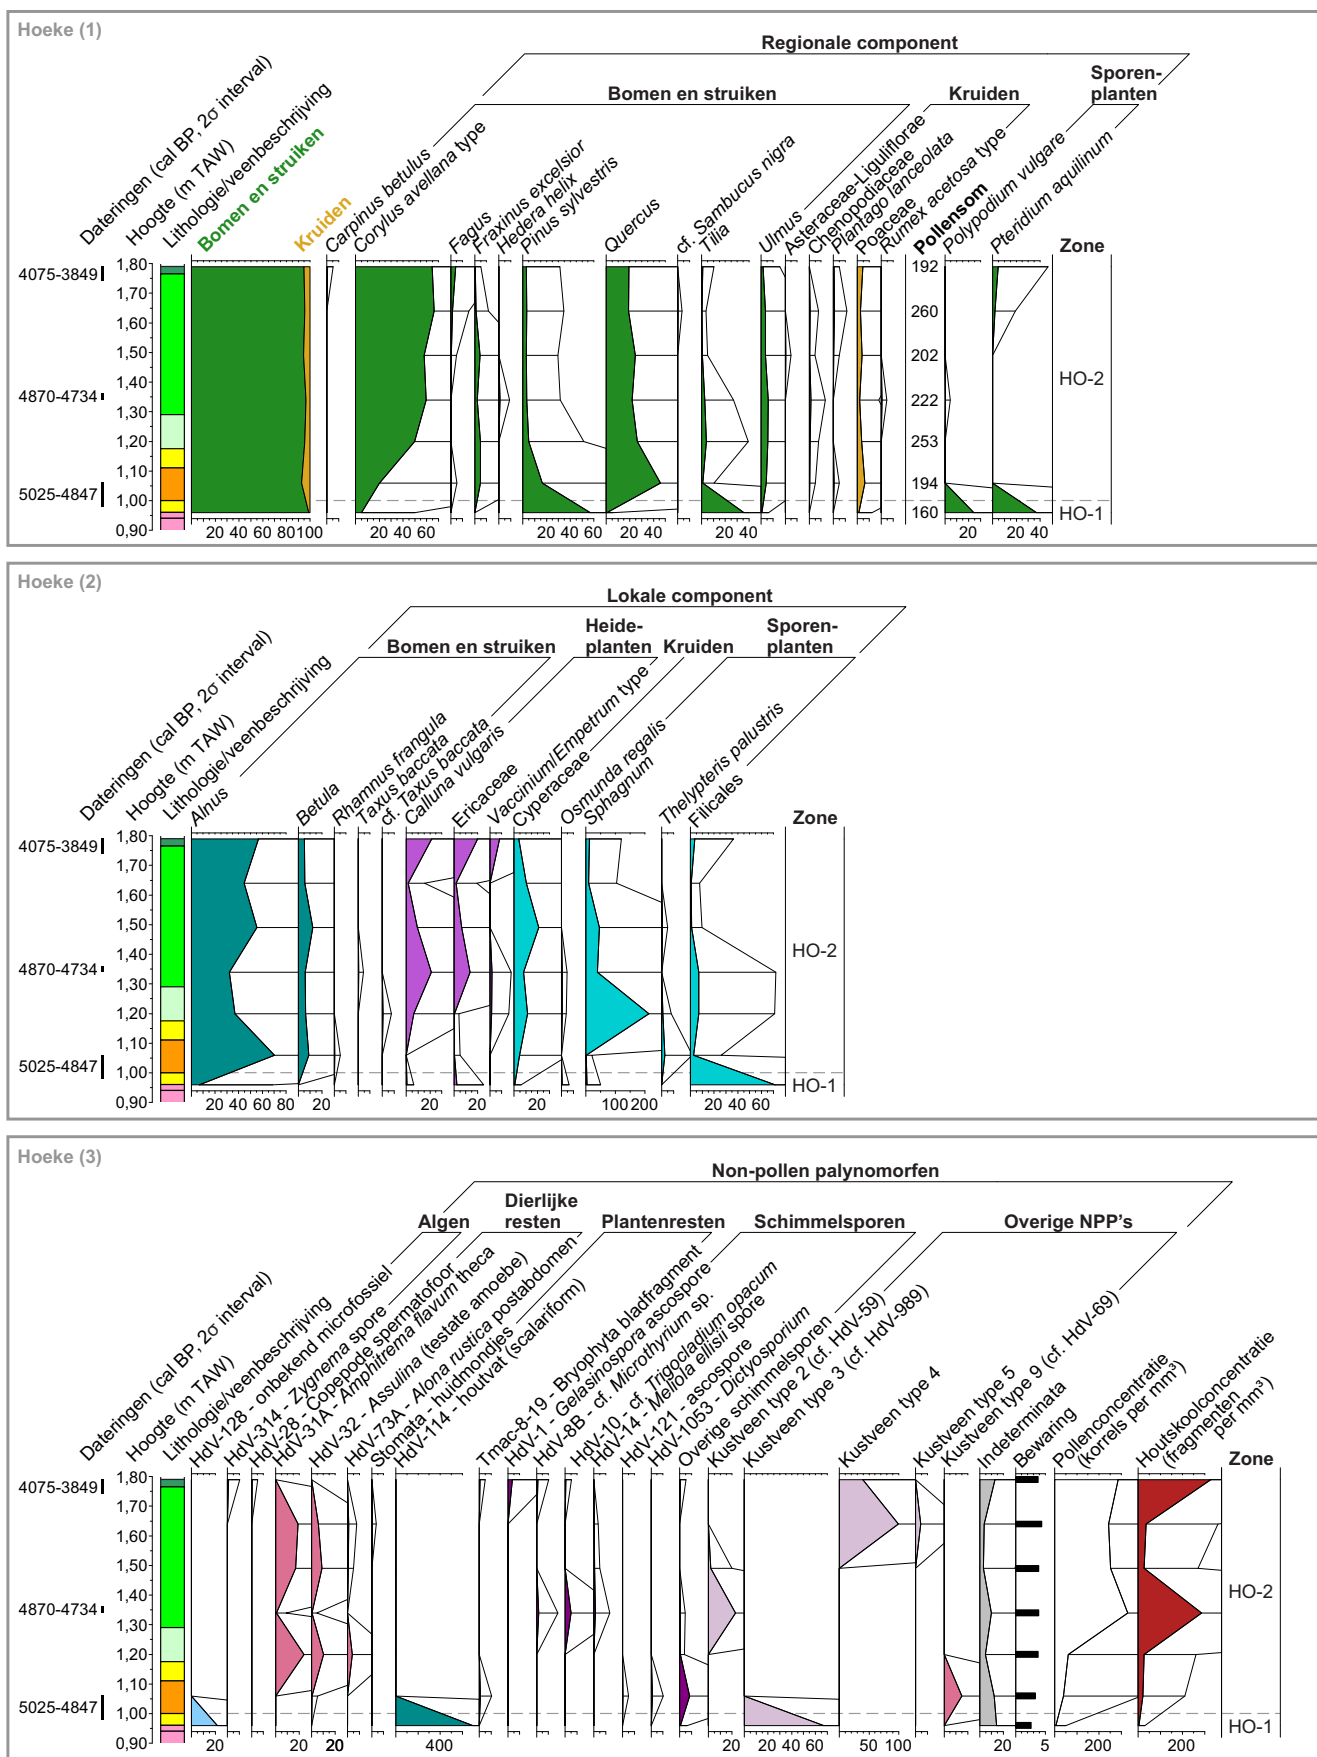 Hoeke (1)
Regionale component
Bomen en struiken
Kruiden
Sporen-
planten
Dateringen (cal BP, 2σ interval)
Hoogte (m TAW)
Lithologie/veenbeschrijving
Bomen en struiken
Kruiden
Carpinus betulus
Corylus avellana type
Fagus
Fraxinus excelsior
Hedera helix
Pinus sylvestris
Quercus
cf. Sambucus nigra
Tilia
Ulmus
Asteraceae-Liguliflorae
Chenopodiaceae
Plantago lanceolata
Poaceae
Rumex acetosa type
Pollensom
Polypodium vulgare
Pteridium aquilinum
Zone
4075-3849
4870-4734
5025-4847
1,80
1,70
1,60
1,50
1,40
1,30
1,20
1,10
1,00
0,90
192
260
202
222
253
194
160
HO-2
HO-1
20 40 60 80 100
20 40 60
20 40 60
20 40
20 40
20
20 40
Hoeke (2)
Lokale component
Bomen en struiken
Heide-
planten
Kruiden
Sporen-
planten
Dateringen (cal BP, 2σ interval)
Hoogte (m TAW)
Lithologie/veenbeschrijving
Alnus
Betula
Rhamnus frangula
Taxus baccata
cf. Taxus baccata
Calluna vulgaris
Ericaceae
Vaccinium/Empetrum type
Cyperaceae
Osmunda regalis
Sphagnum
Thelypteris palustris
Filicales
Zone
4075-3849
4870-4734
5025-4847
1,80
1,70
1,60
1,50
1,40
1,30
1,20
1,10
1,00
0,90
HO-2
HO-1
20 40 60 80
20
20
20
20
100 200
20 40 60
Hoeke (3)
Non-pollen palynomorfen
Algen
Dierlijke
resten
Plantenresten
Schimmelsporen
Overige NPP's
Dateringen (cal BP, 2σ interval)
Hoogte (m TAW)
Lithologie/veenbeschrijving
HdV-128 - onbekend microfossiel
HdV-314 - Zygnema spore
HdV-28 - Copepode spermatofoor
HdV-31A - Amphitrema flavum theca
HdV-32 - Assulina (testate amoebe)
HdV-73A - Alona rustica postabdomen
Stomata - huidmondjes
HdV-114 - houtvat (scalariform)
Tmac-8-19 - Bryophyta bladfragment
HdV-1 - Gelasinospora ascospore
HdV-8B - cf. Microthyrium sp.
HdV-10 - cf. Trigocladium opacum
HdV-14 - Meliola ellisii spore
HdV-121 - ascospore
HdV-1053 - Dictyosporium
Overige schimmelsporen
Kustveen type 2 (cf. HdV-59)
Kustveen type 3 (cf. HdV-989)
Kustveen type 4
Kustveen type 5
Kustveen type 9 (cf. HdV-69)
Indeterminata
Bewaring
Pollenconcentratie
(korrels per mm³)
Houtskoolconcentratie
(fragmenten
per mm³)
Zone
4075-3849
4870-4734
5025-4847
1,80
1,70
1,60
1,50
1,40
1,30
1,20
1,10
1,00
0,90
HO-2
HO-1
20
20
20
400
20
20 40 60
50 100
20
5
200
200